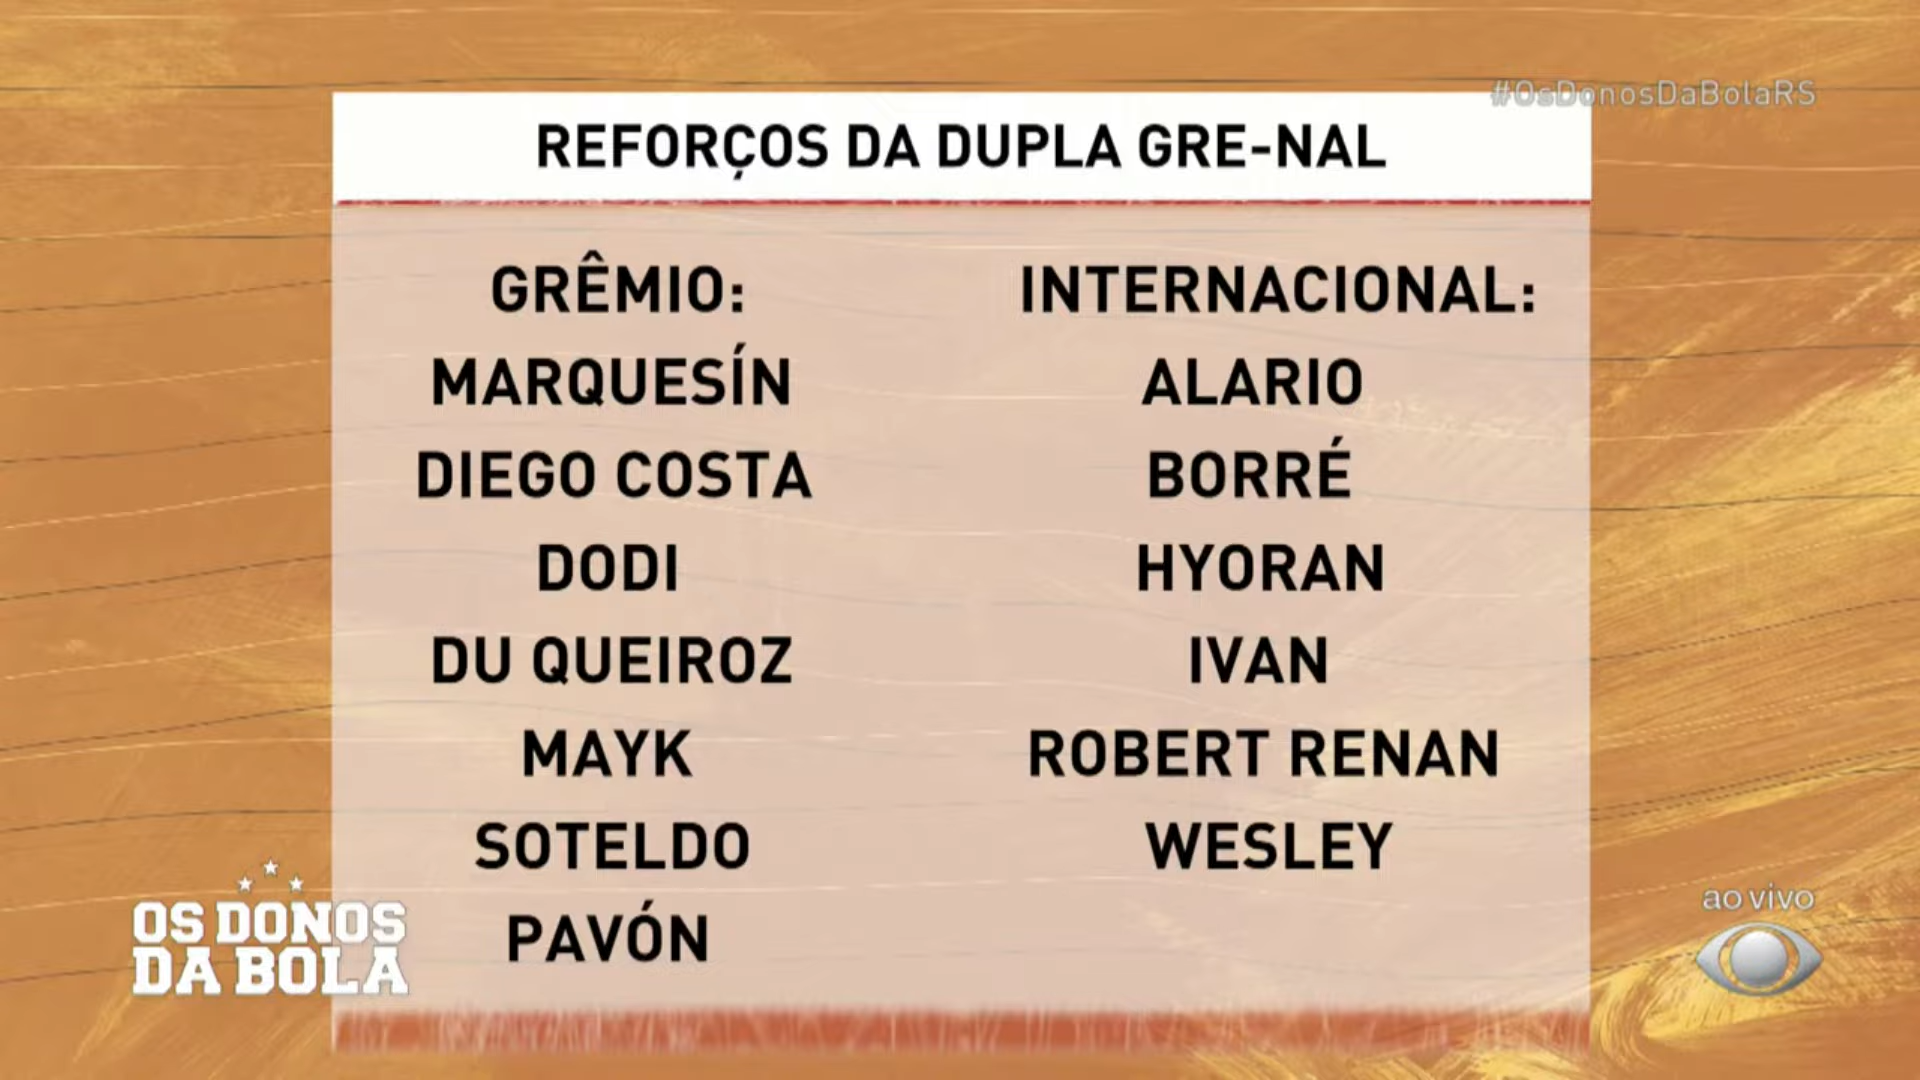 #OsDonosDaBolaRS
REFORÇOS DA DUPLA GRE-NAL
GRÊMIO:
MARQUESÍN
DIEGO COSTA
DODI
DU QUEIROZ
MAYK
SOTELDO
PAVÓN
INTERNACIONAL:
ALARIO
BORRÉ
HYORAN
IVAN
ROBERT RENAN
WESLEY
OS DONOS
DA BOLA
ao vivo